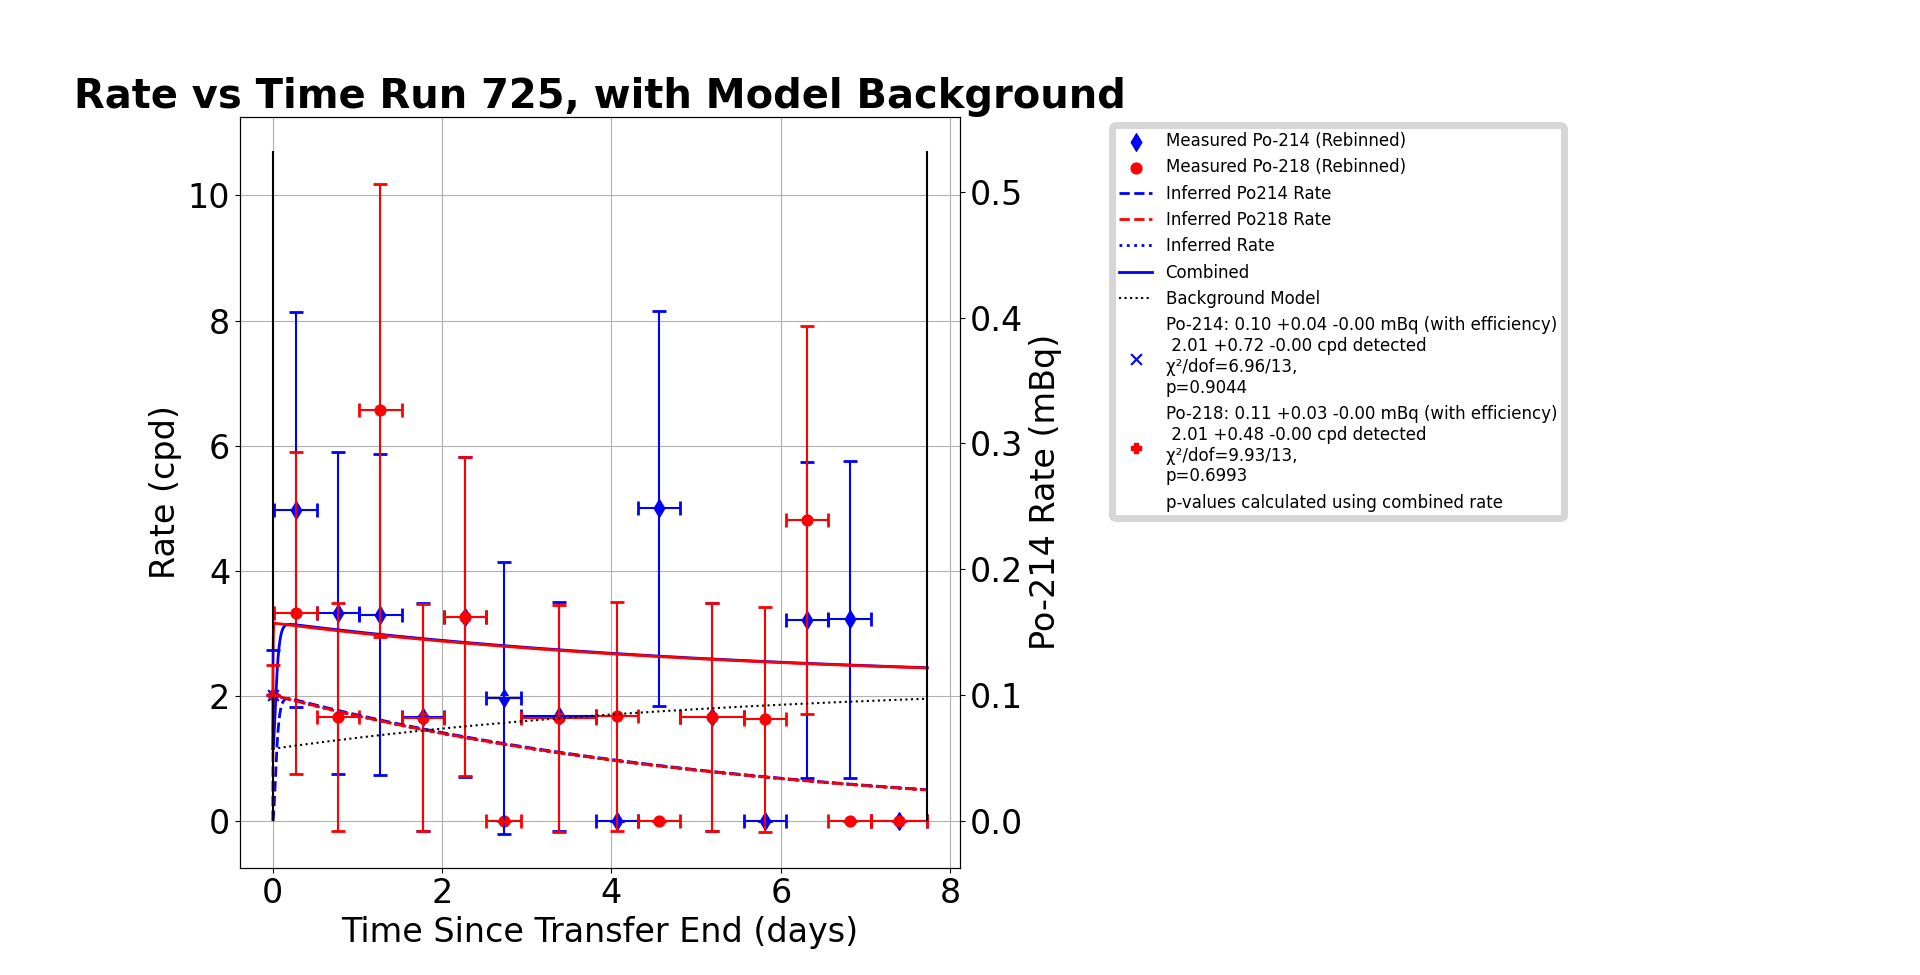 Rate vs Time Run 725, with Model Background
Rate (cpd)
10
8
6
4
2
0
0
2
4
6
8
Time Since Transfer End (days)
0.5
0.4
0.3
0.2
0.1
0.0
Po-214 Rate (mBq)
Measured Po-214 (Rebinned)
Measured Po-218 (Rebinned)
Inferred Po214 Rate
Inferred Po218 Rate
Inferred Rate
Combined
Background Model
Po-214: 0.10 +0.04 -0.00 mBq (with efficiency)
2.01 +0.72 -0.00 cpd detected
χ²/dof=6.96/13,
p=0.9044
Po-218: 0.11 +0.03 -0.00 mBq (with efficiency)
2.01 +0.48 -0.00 cpd detected
χ²/dof=9.93/13,
p=0.6993
p-values calculated using combined rate